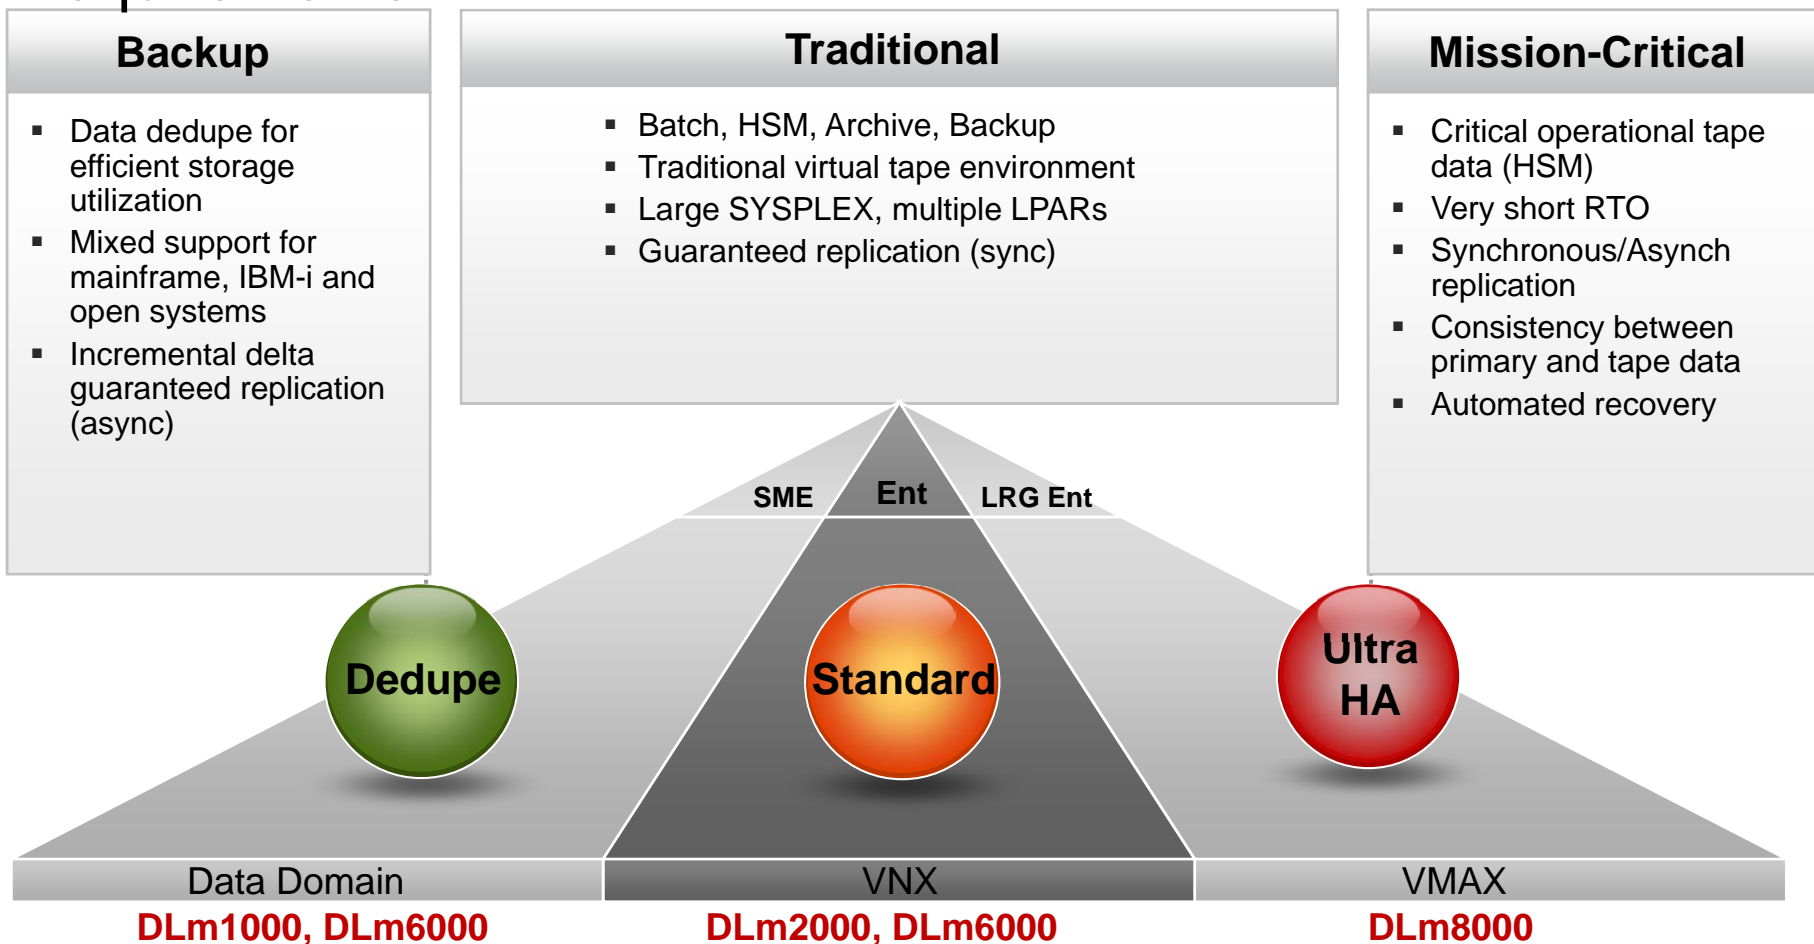 Backup
Data dedupe for
efficient storage
utilization
Mixed support for
mainframe, IBM-i and
open systems
Incremental delta
guaranteed replication
(async)
Traditional
Batch, HSM, Archive, Backup
Traditional virtual tape environment
Large SYSPLEX, multiple LPARs
Guaranteed replication (sync)
Mission-Critical
Critical operational tape
data (HSM)
Very short RTO
Synchronous/Asynch
replication
Consistency between
primary and tape data
Automated recovery
SME
Ent
LRG Ent
Dedupe
Standard
Ultra
HA
Data Domain
VNX
VMAX
DLm1000, DLm6000
DLm2000, DLm6000
DLm8000